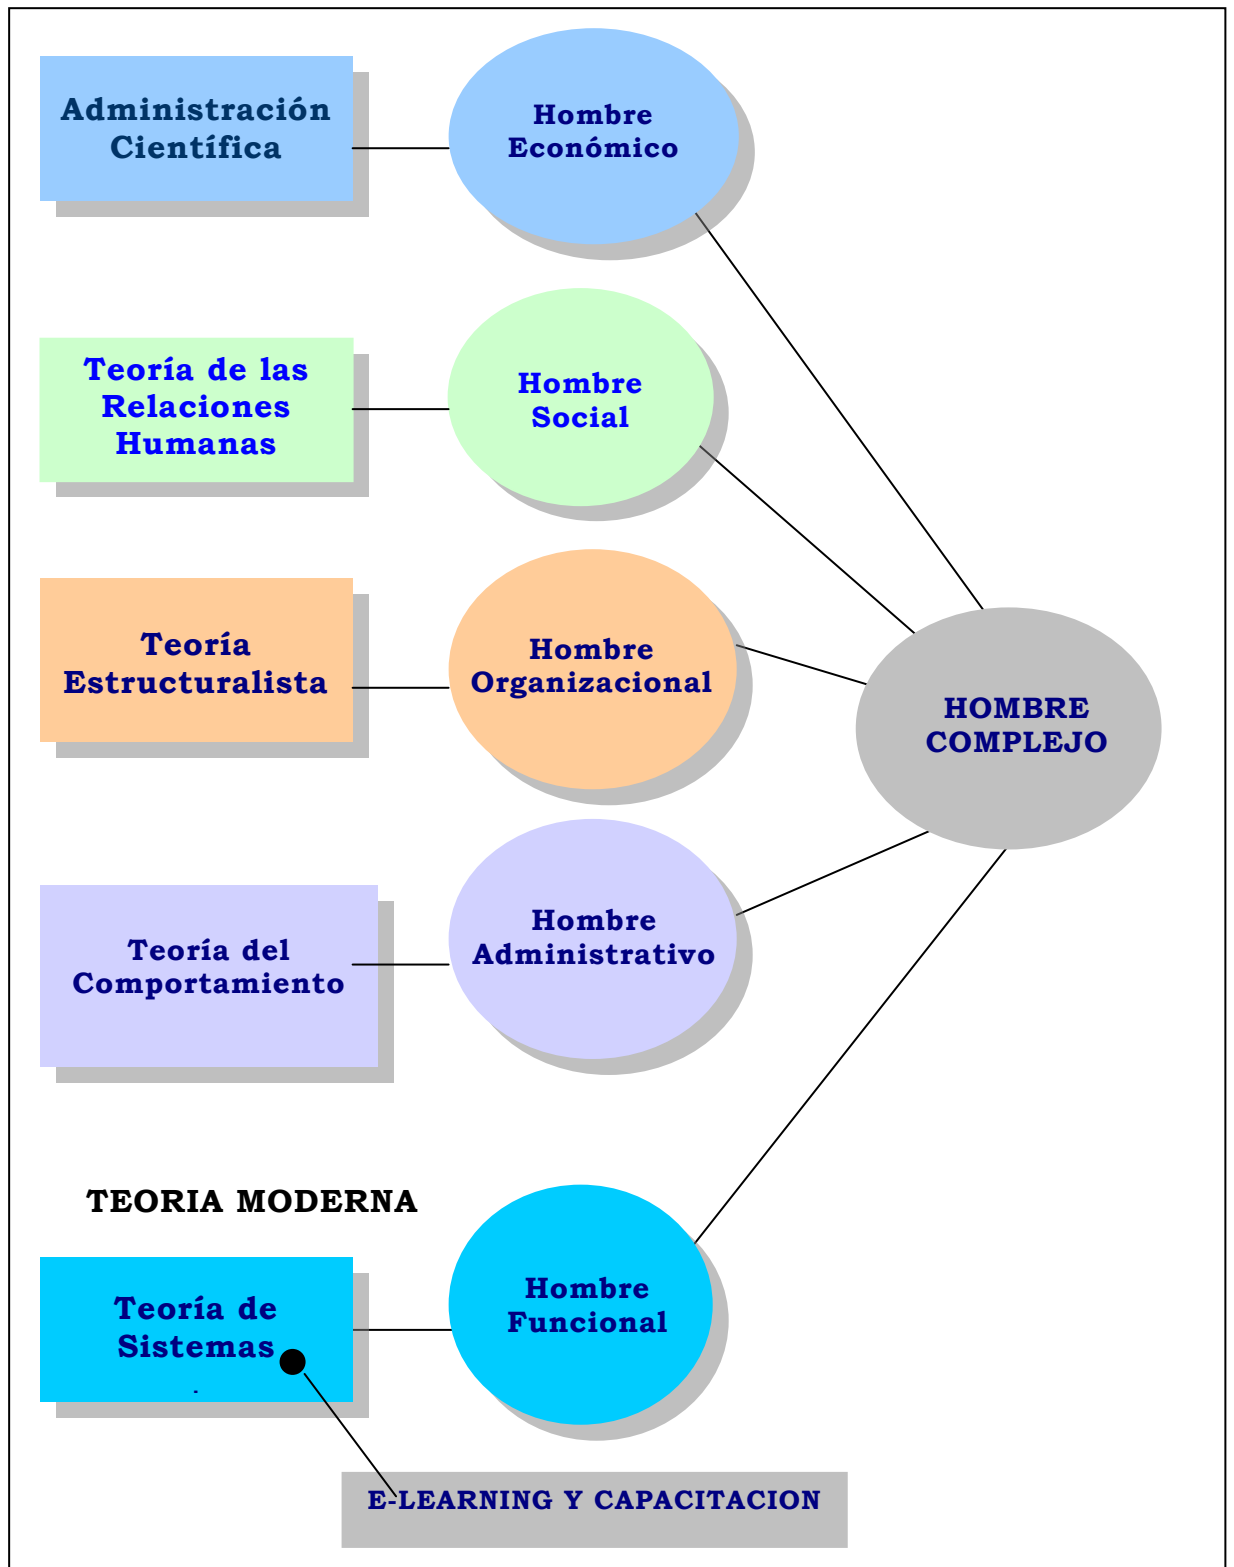 Administración
Científica
Hombre
Económico
Teoría de las
Relaciones
Humanas
Hombre
Social
Teoría
Estructuralista
Hombre
Organizacional
HOMBRE
COMPLEJO
Teoría del
Comportamiento
Hombre
Administrativo
TEORIA MODERNA
Teoría de
Sistemas
.
Hombre
Funcional
E-LEARNING Y CAPACITACION